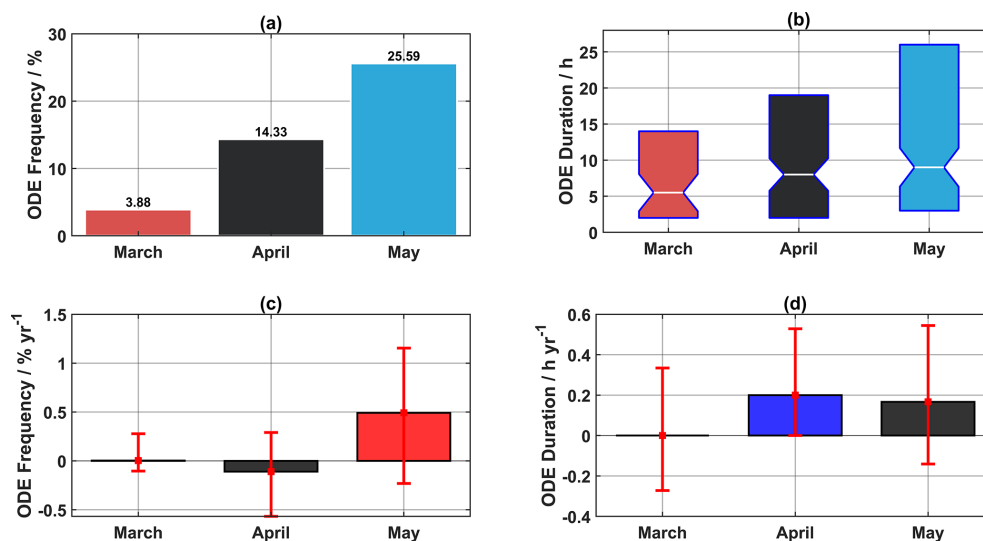 (a)
ODE Frequency / %
30
20
10
0
3.88
14.33
25.59
March
April
May
(b)
ODE Duration / h
25
20
15
10
5
0
March
April
May
(c)
ODE Frequency / % yr⁻¹
1.5
1
0.5
0
-0.5
March
April
May
(d)
ODE Duration / h yr⁻¹
0.6
0.4
0.2
0
-0.2
-0.4
March
April
May